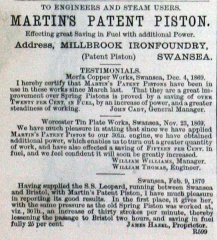 TO ENGINEERS AND STEAM USERS.
MARTIN'S PATENT PISTON.
Effecting great Saving in Fuel with additional Power.
Address, MILLBROOK IRONFOUNDRY,
(Patent Piston) SWANSEA.
TESTIMONIALS.
Morfa Copper Works, Swansea, Dec. 4, 1869.
I hereby certify that MARTIN'S PATENT PISTONS have been in
use in these works since March last. That they are a great im-
provement over Spring Pistons is proved by a saving of over
TWENTY PER CENT. IN FUEL, by an increase of power, and a greater
steadiness of working. JOHN CADY, General Manager.
Worcester Tin Plate Works, Nov. 23, 1869.
We have much pleasure in stating that since we have applied
MARTIN'S PATENT PISTON to our engine, we have obtained
additional power, which enables us to turn out a greater quantity
of work, and have also effected a saving of FIFTEEN PER CENT. in
fuel, and we feel confident it will soon be greatly increased.
WILLIAM WILLIAMS, Manager.
WILLIAM THOMAS, Engineer.
Swansea, Feb. 9, 1870
Having supplied the S.S. Leopard, running between Swansea
and Bristol, with Martin's Patent Piston, I have much pleasure
in reporting its good results. In the first place, it gives her,
with the same pressure as the Spring Piston was worked at,
viz., 30lb., an increase of thirty strokes per minute, thereby
lessening the passage to Bristol two hours, and saving in fuel
fully 25 per cent. JAMES HAZEL, Proprietor.
R509